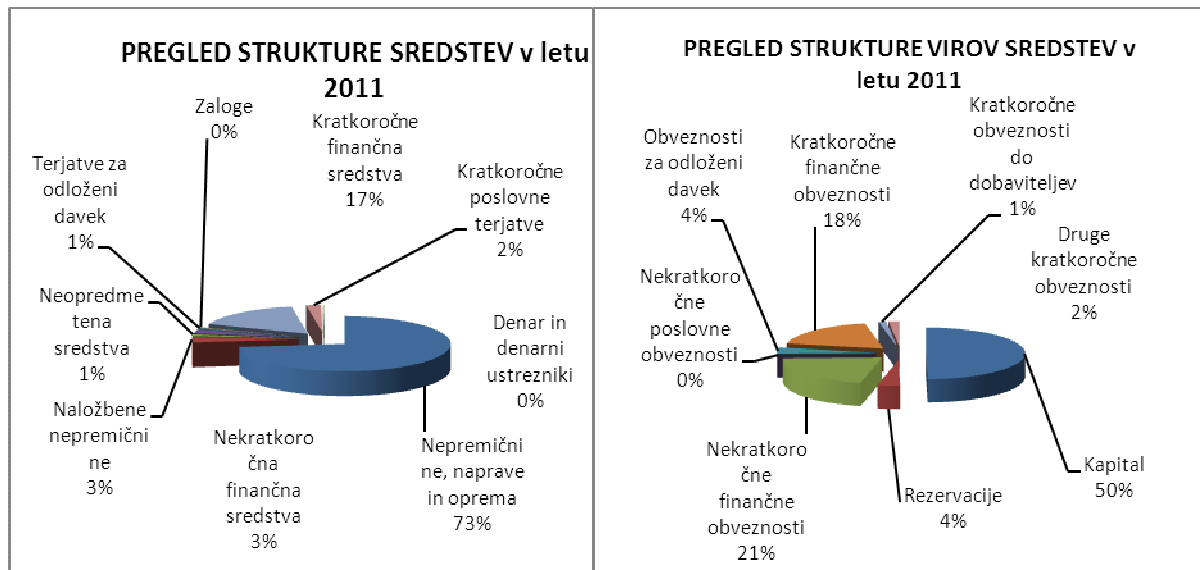 PREGLED STRUKTURE SREDSTEV v letu
2011
Zaloge
0%
Kratkoročne
finančna
sredstva
17%
Kratkoročne
poslovne
terjatve
2%
Terjatve za
odloženi
davek
1%
Neopredme
tena
sredstva
1%
Denar in
denarni
ustrezniki
0%
Naložbene
nepremični
ne
3%
Nekratkoro
čna
finančna
sredstva
3%
Nepremični
ne, naprave
in oprema
73%
PREGLED STRUKTURE VIROV SREDSTEV v
letu 2011
Obveznosti
za odloženi
davek
4%
Kratkoročne
finančne
obveznosti
18%
Kratkoročne
obveznosti
do
dobaviteljev
1%
Druge
kratkoročne
obveznosti
2%
Nekratkoro
čne
poslovne
obveznosti
0%
Nekratkoro
čne
finančne
obveznosti
21%
Rezervacije
4%
Kapital
50%